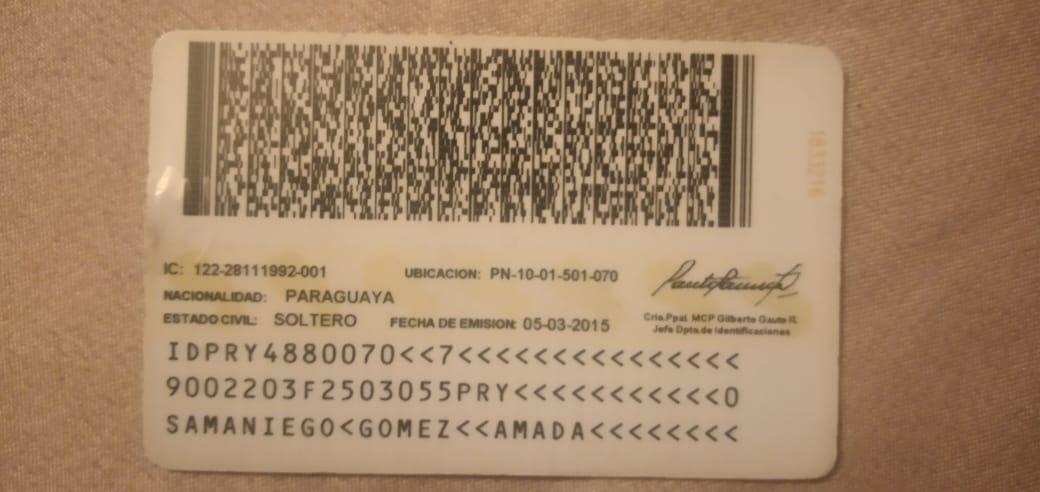 IC: 122-28111992-001 UBICACION: PN-10-01-501-070
NACIONALIDAD: PARAGUAYA
ESTADO CIVIL: SOLTERO FECHA DE EMISION: 05-03-2015
Crio.Ppal. MCP Gilberto Gauto R.
Jefe Dpto.de Identificaciones
IDPRY4880070<<7<<<<<<<<<<<<<<<
9002203F2503055PRY<<<<<<<<<<<0
SAMANIEGO<GOMEZ<<AMADA<<<<<<<<